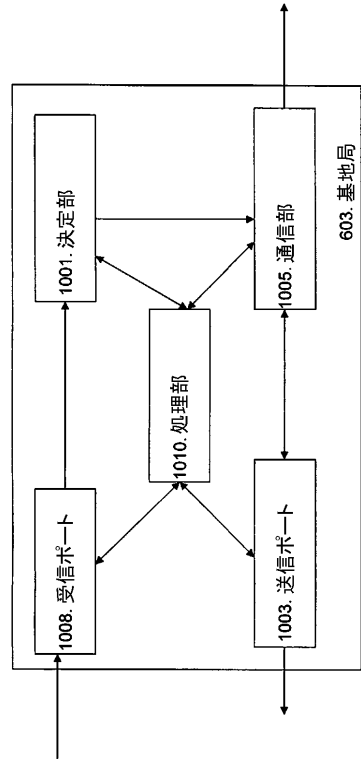 1008. 受信ポート
1001. 決定部
1010. 処理部
1003. 送信ポート
1005. 通信部
603. 基地局